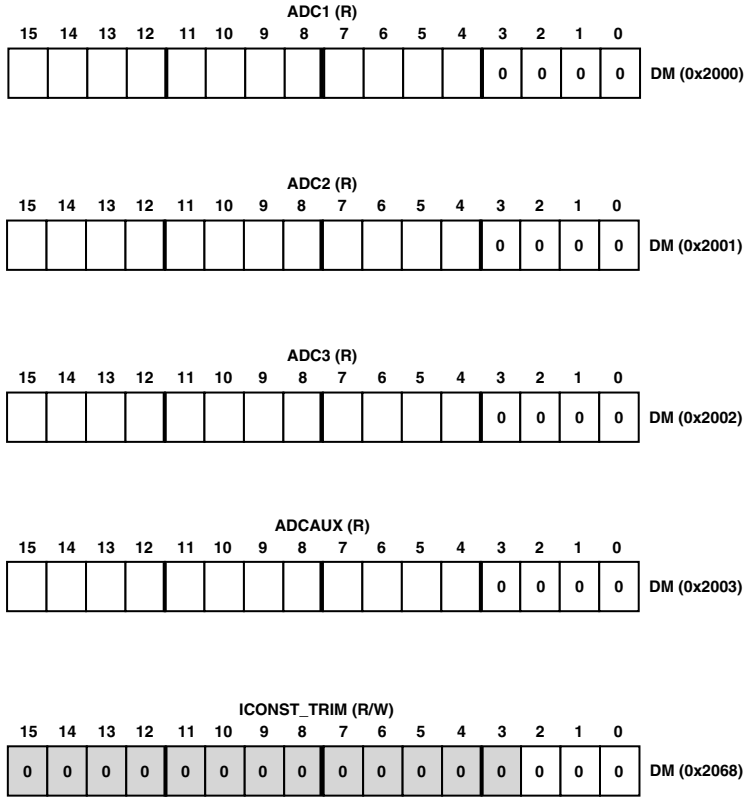 ADC1 (R)
15 14 13 12 11 10 9 8 7 6 5 4 3 2 1 0
0 0 0 0 DM (0x2000)
ADC2 (R)
15 14 13 12 11 10 9 8 7 6 5 4 3 2 1 0
0 0 0 0 DM (0x2001)
ADC3 (R)
15 14 13 12 11 10 9 8 7 6 5 4 3 2 1 0
0 0 0 0 DM (0x2002)
ADCAUX (R)
15 14 13 12 11 10 9 8 7 6 5 4 3 2 1 0
0 0 0 0 DM (0x2003)
ICONST_TRIM (R/W)
15 14 13 12 11 10 9 8 7 6 5 4 3 2 1 0
0 0 0 0 0 0 0 0 0 0 0 0 0 0 0 0 DM (0x2068)